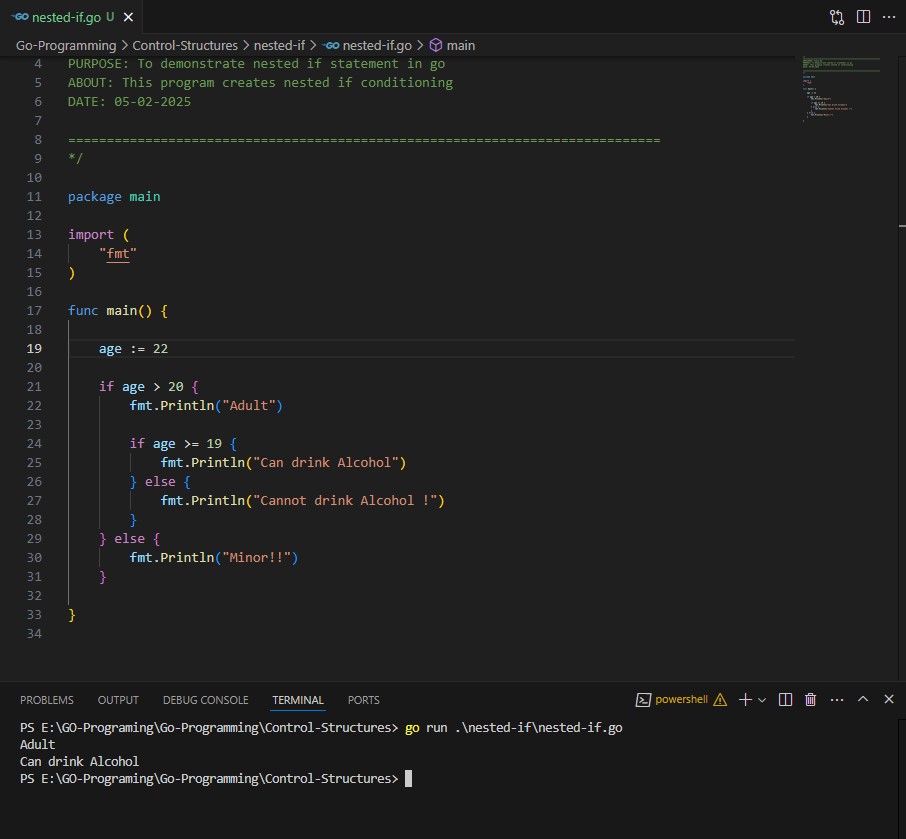 GO nested-if.go U
Go-Programming > Control-Structures > nested-if > GO nested-if.go > main
4 PURPOSE: To demonstrate nested if statement in go
5 ABOUT: This program creates nested if conditioning
6 DATE: 05-02-2025
7
8 =============================================================================
9 */
10
11 package main
12
13 import (
14 "fmt"
15 )
16
17 func main() {
18
19 age := 22
20
21 if age > 20 {
22 fmt.Println("Adult")
23
24 if age >= 19 {
25 fmt.Println("Can drink Alcohol")
26 } else {
27 fmt.Println("Cannot drink Alcohol !")
28 }
29 } else {
30 fmt.Println("Minor!!")
31 }
32
33 }
34
PROBLEMS OUTPUT DEBUG CONSOLE TERMINAL PORTS powershell
PS E:\GO-Programing\Go-Programming\Control-Structures> go run .\nested-if\nested-if.go
Adult
Can drink Alcohol
PS E:\GO-Programing\Go-Programming\Control-Structures>